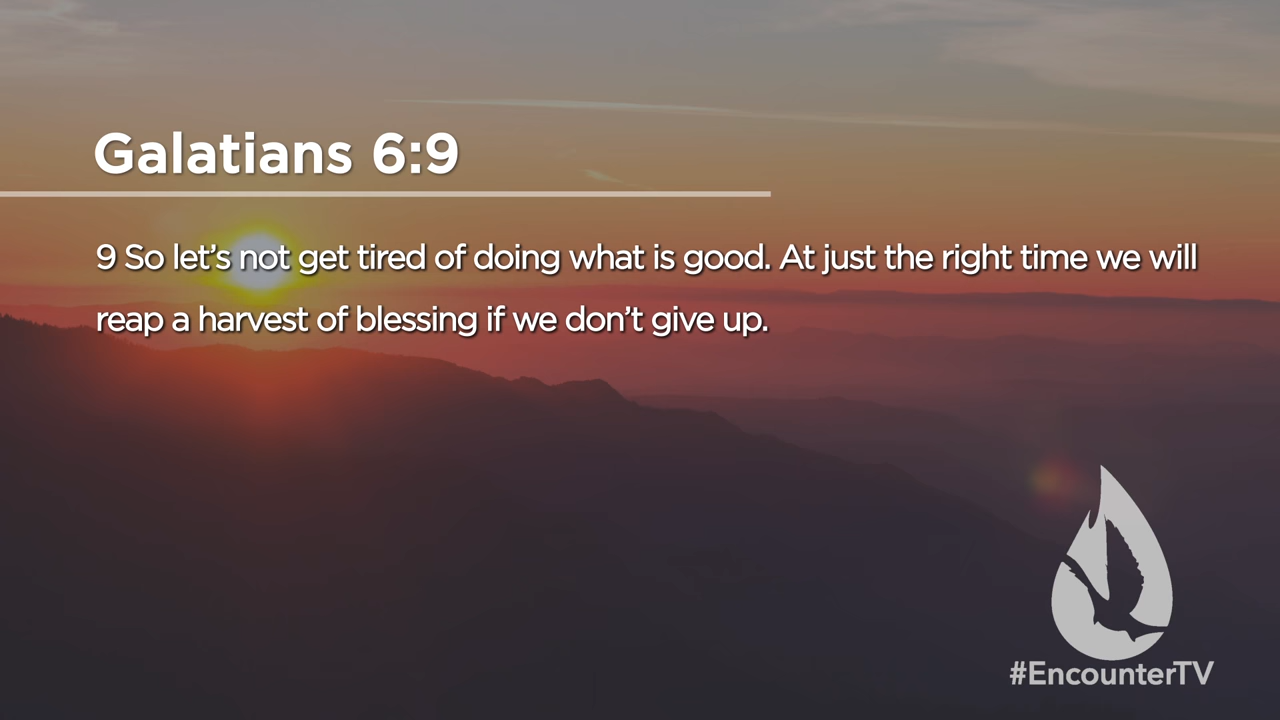 Galatians 6:9
9 So let’s not get tired of doing what is good. At just the right time we will
reap a harvest of blessing if we don’t give up.
#EncounterTV